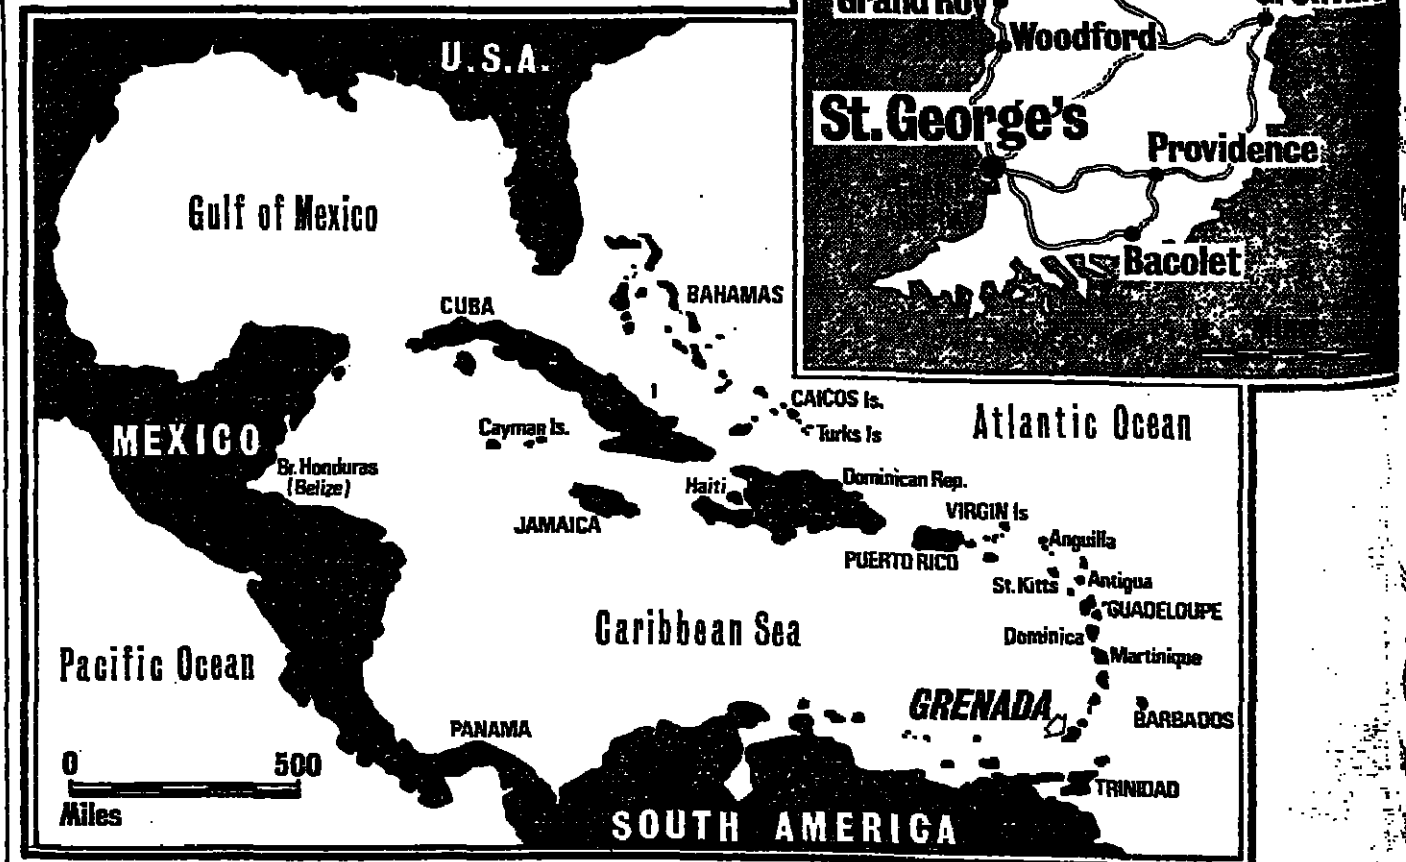 Grand Roy
Woodford
St.George's
Providence
Bacolet
U.S.A.
Gulf of Mexico
CUBA
BAHAMAS
CAICOS Is.
Turks Is
Atlantic Ocean
MEXICO
Cayman Is.
Br. Honduras
(Belize)
Haiti
Dominican Rep.
JAMAICA
VIRGIN Is
PUERTO RICO
Anguilla
St. Kitts
Antigua
GUADELOUPE
Caribbean Sea
Dominica
Martinique
Pacific Ocean
GRENADA
BARBADOS
PANAMA
0 500
Miles
TRINIDAD
SOUTH AMERICA